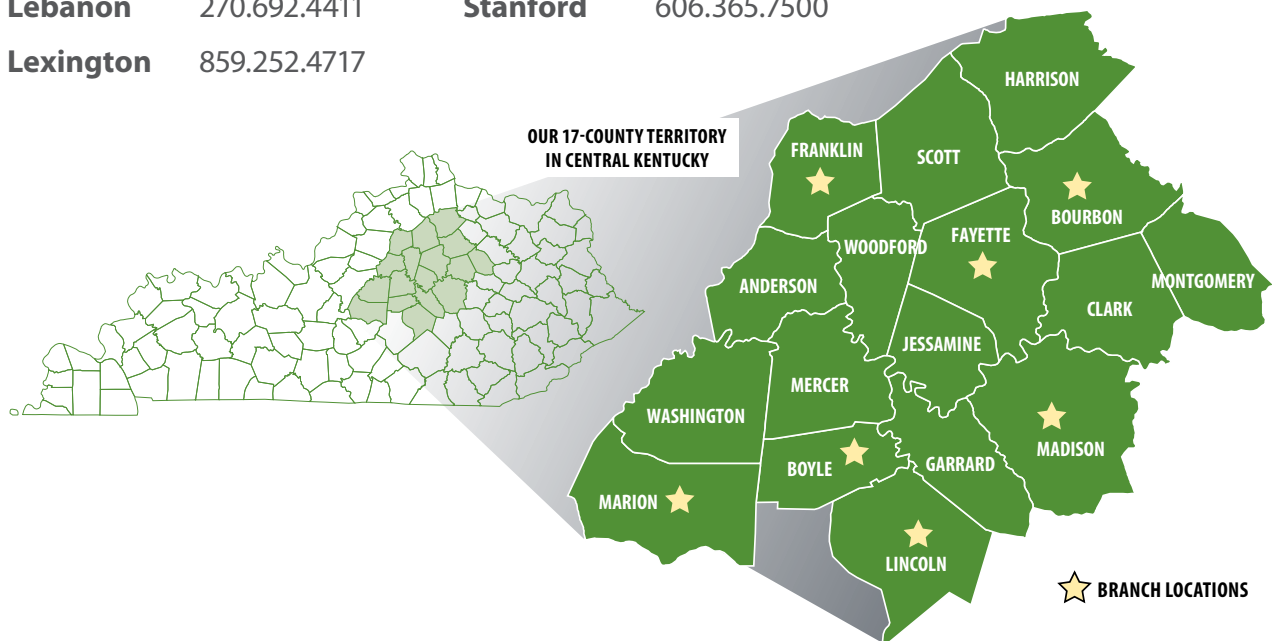 Lebanon 270.692.4411 Stanford 606.365.7500
Lexington 859.252.4717
OUR 17-COUNTY TERRITORY
IN CENTRAL KENTUCKY
HARRISON
FRANKLIN
SCOTT
BOURBON
WOODFORD
FAYETTE
ANDERSON
MONTGOMERY
CLARK
JESSAMINE
MERCER
WASHINGTON
MADISON
BOYLE
GARRARD
MARION
LINCOLN
BRANCH LOCATIONS